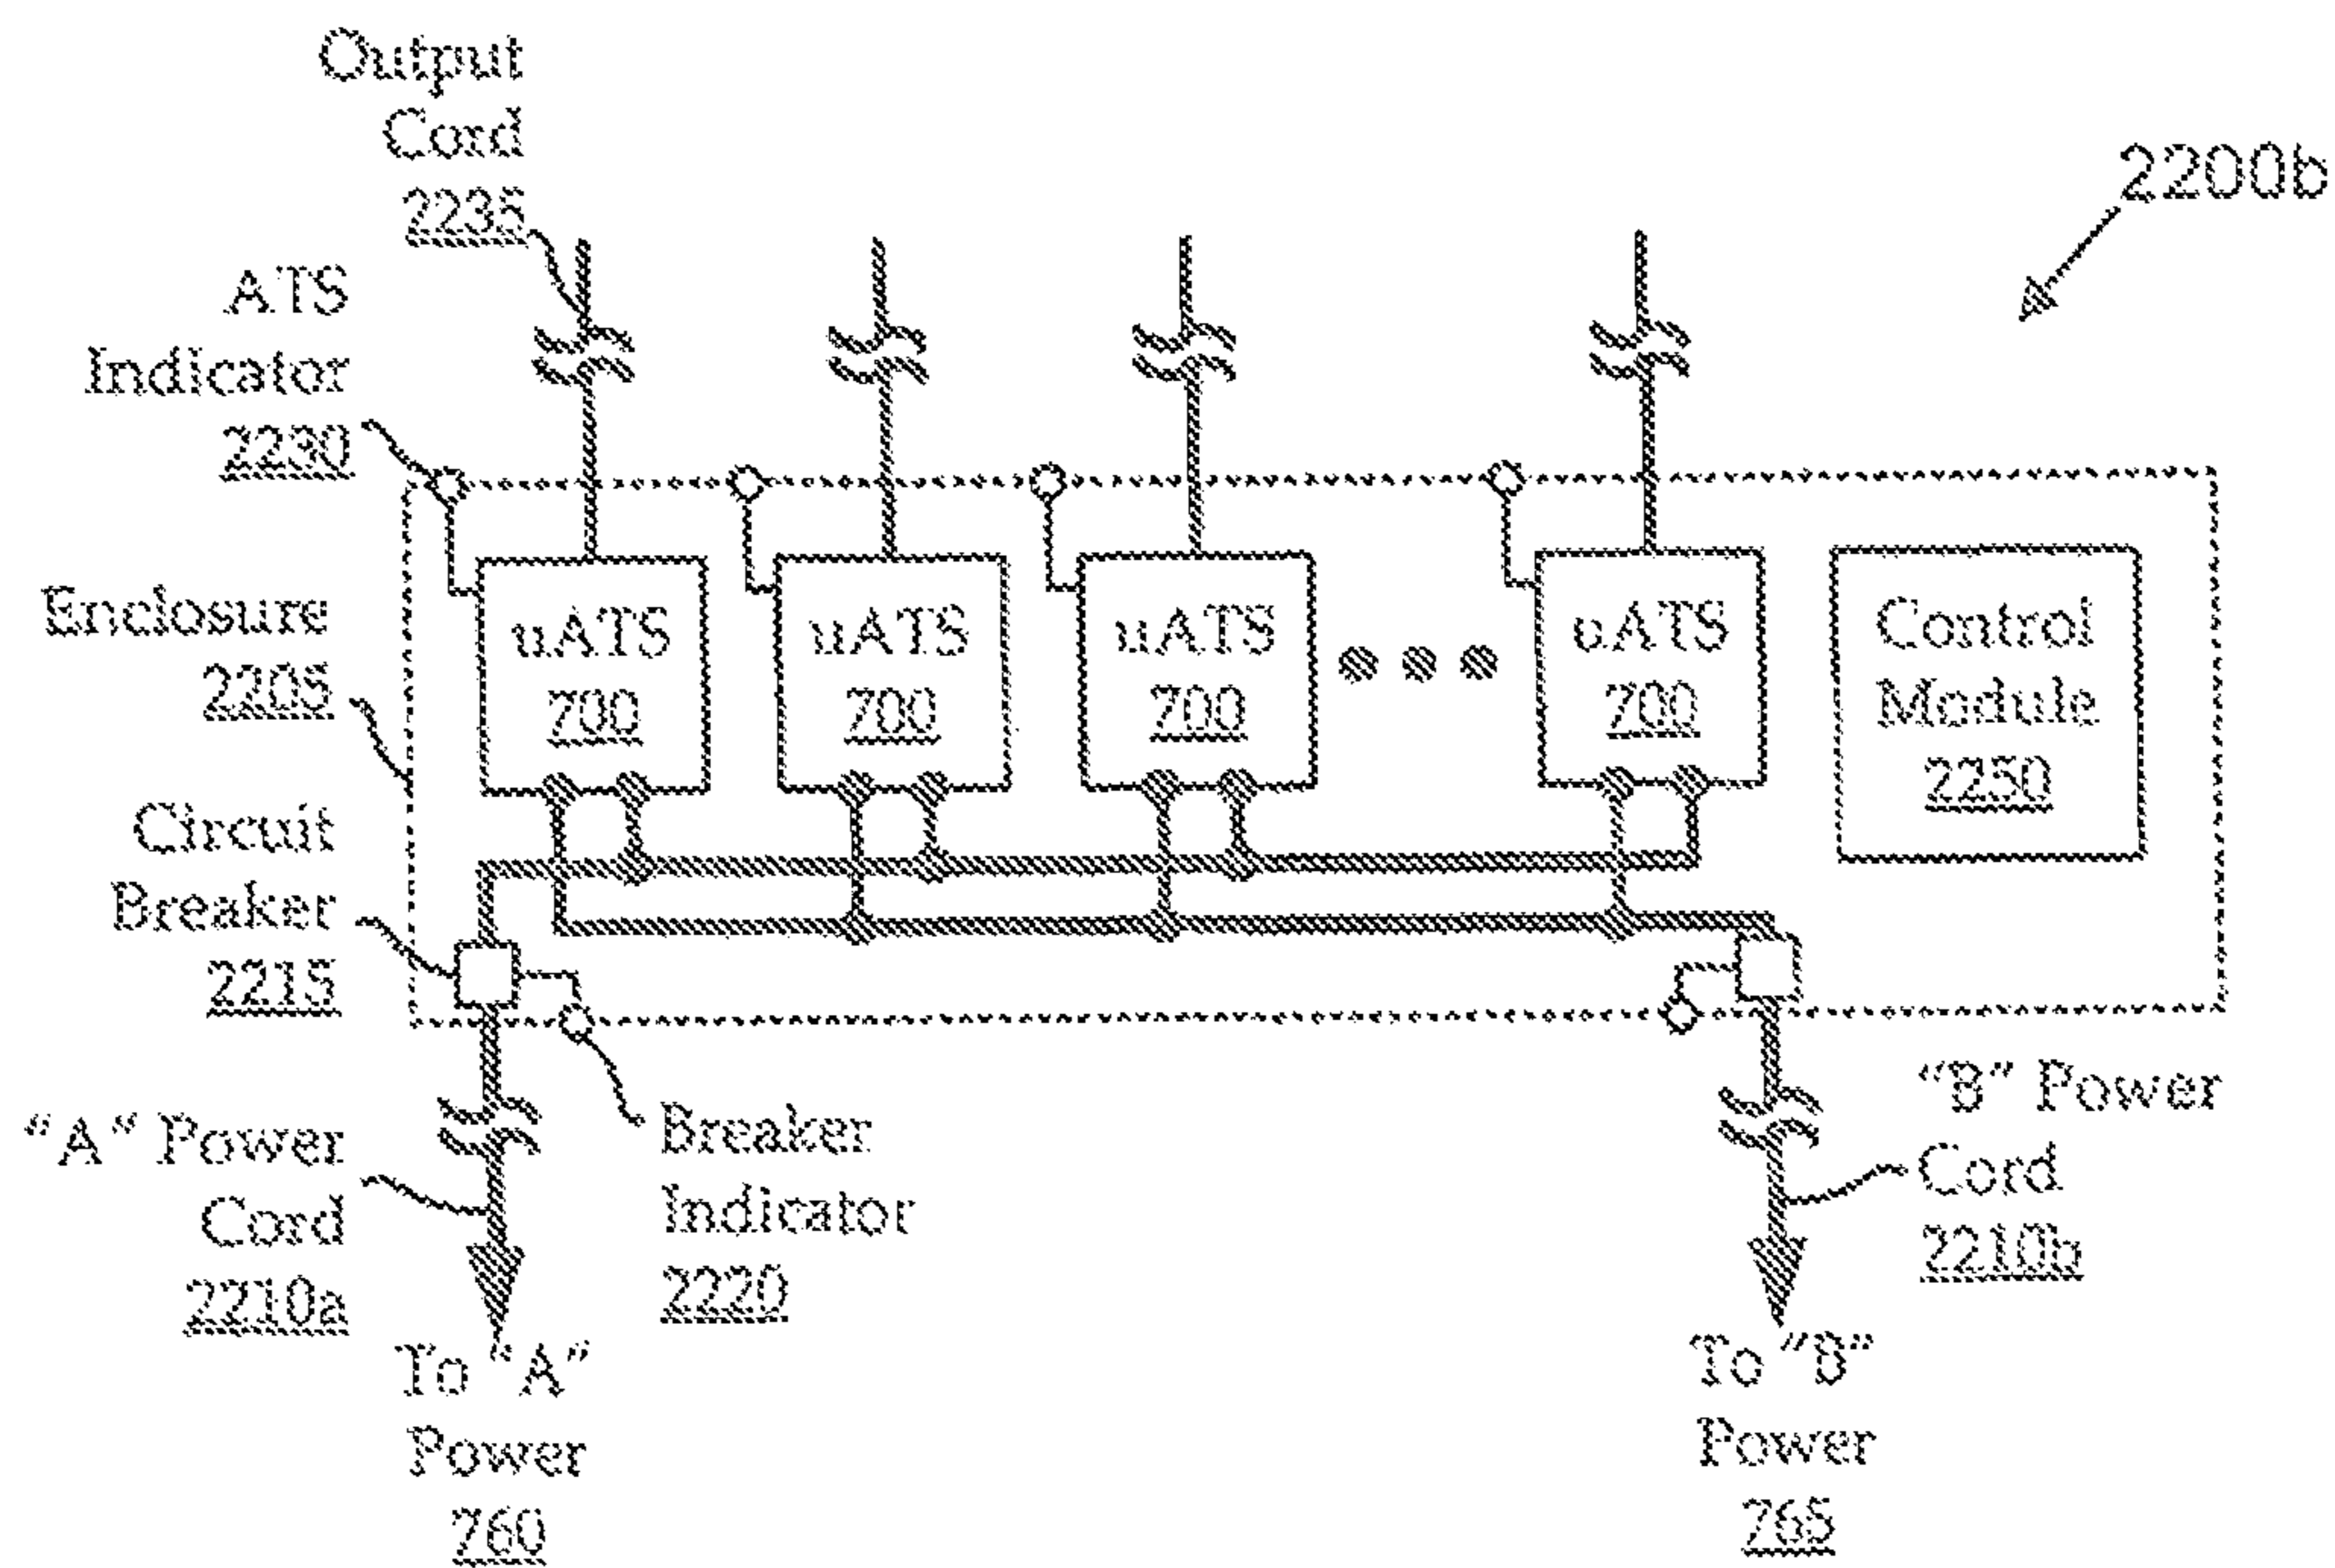 Output
Cord
2235
2200b
ATS
Indicator
2230
Enclosure
2205
uATS
700
uATS
700
uATS
700
uATS
700
Control
Module
2250
Circuit
Breaker
2215
"A" Power
Cord
2210a
Breaker
Indicator
2220
"B" Power
Cord
2210b
To "A"
Power
760
To "B"
Power
765